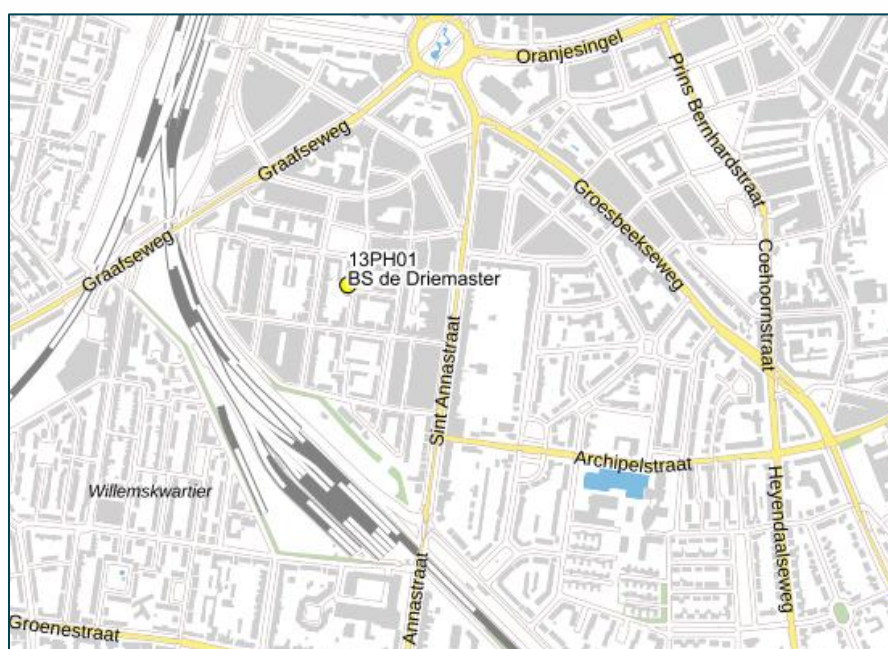 Oranjesingel
Prins Bernhardstraat
Graafseweg
Groesbeekseweg
Graafseweg
Coehoornstraat
13PH01
BS de Driemaster
Sint Annastraat
Archipelstraat
Willemskwartier
Heyendaalseweg
Annastraat
Groenestraat